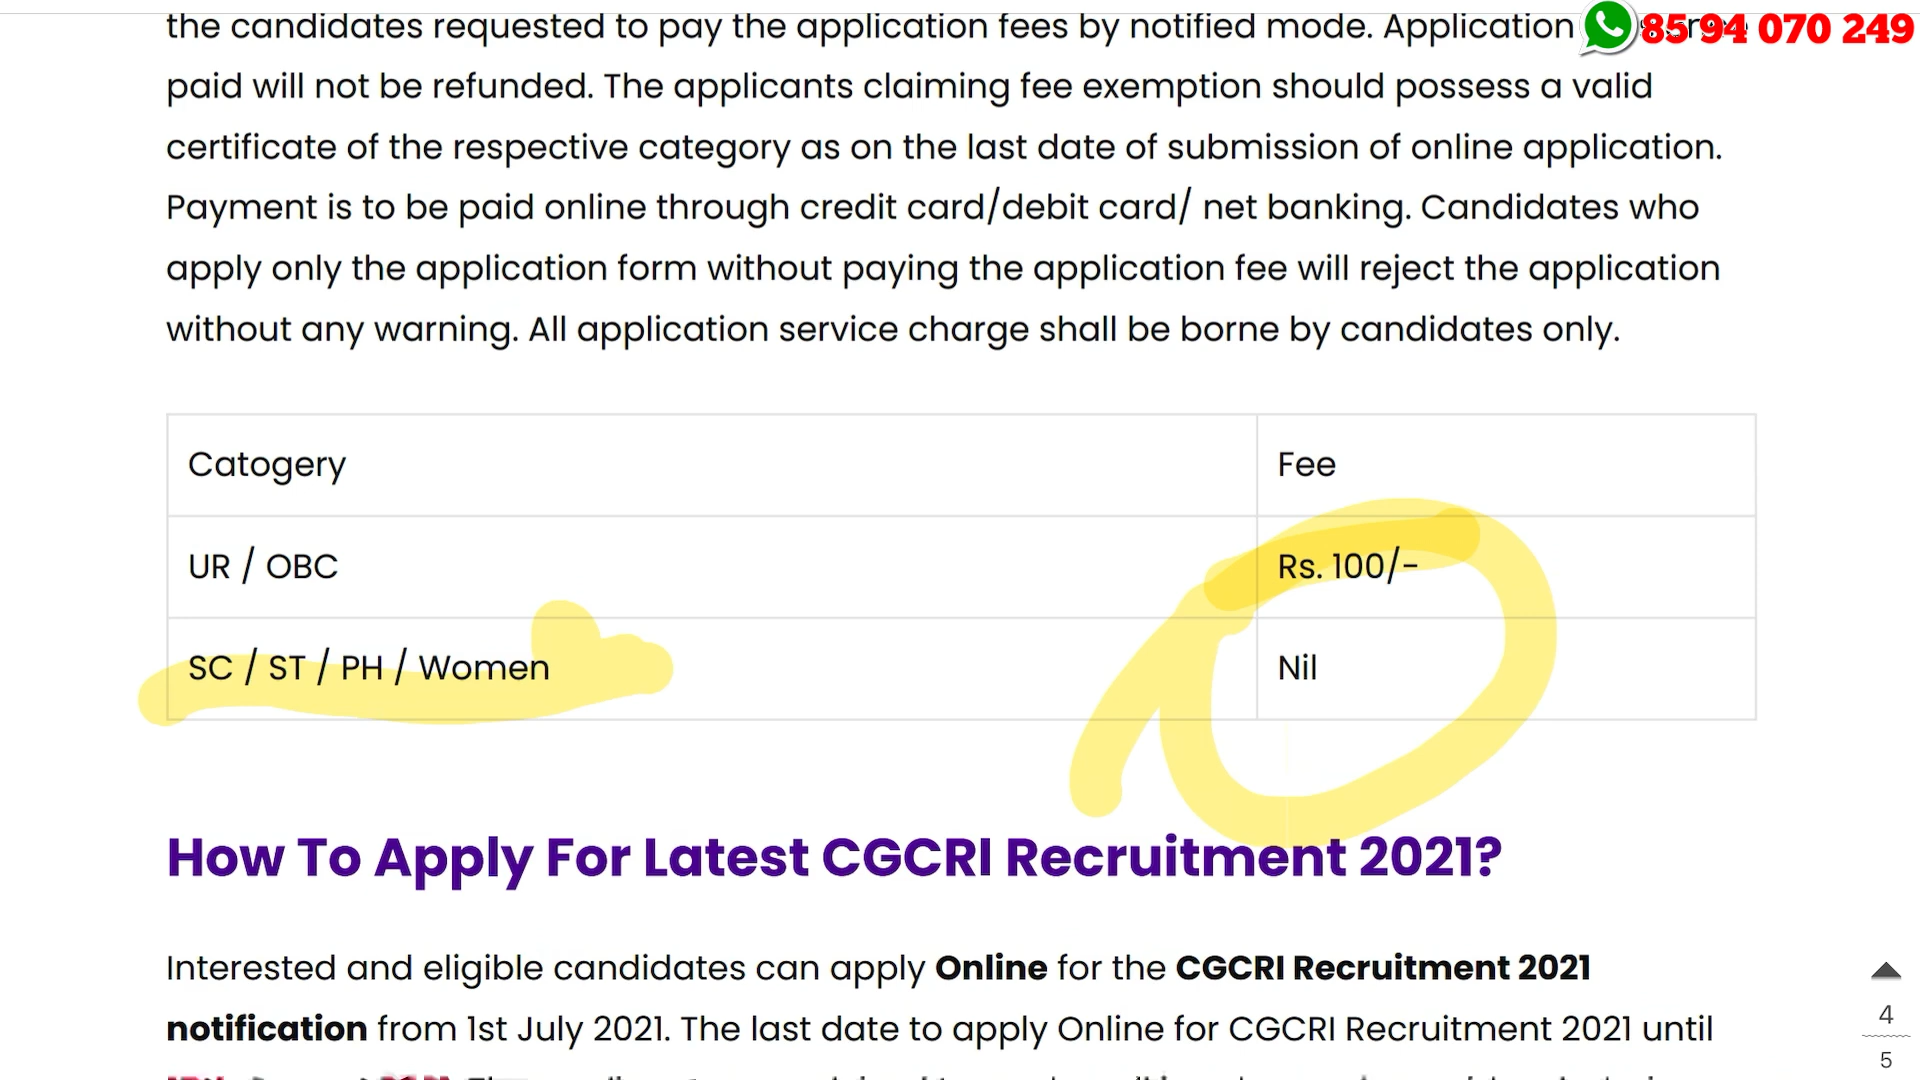 the candidates requested to pay the application fees by notified mode. Application
85 94 070 249
paid will not be refunded. The applicants claiming fee exemption should possess a valid
certificate of the respective category as on the last date of submission of online application.
Payment is to be paid online through credit card/debit card/ net banking. Candidates who
apply only the application form without paying the application fee will reject the application
without any warning. All application service charge shall be borne by candidates only.
Catogery Fee
UR / OBC Rs. 100/-
SC / ST / PH / Women Nil
How To Apply For Latest CGCRI Recruitment 2021?
Interested and eligible candidates can apply Online for the CGCRI Recruitment 2021
notification from 1st July 2021. The last date to apply Online for CGCRI Recruitment 2021 until
4
5